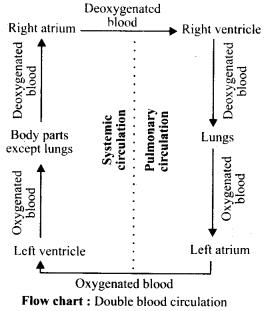 Deoxygenated
blood
Right atrium
Right ventricle
Deoxygenated
blood
Deoxygenated
blood
Body parts
except lungs
Systemic
circulation
Pulmonary
circulation
Lungs
Oxygenated
blood
Oxygenated
blood
Left ventricle
Left atrium
Oxygenated blood
Flow chart : Double blood circulation